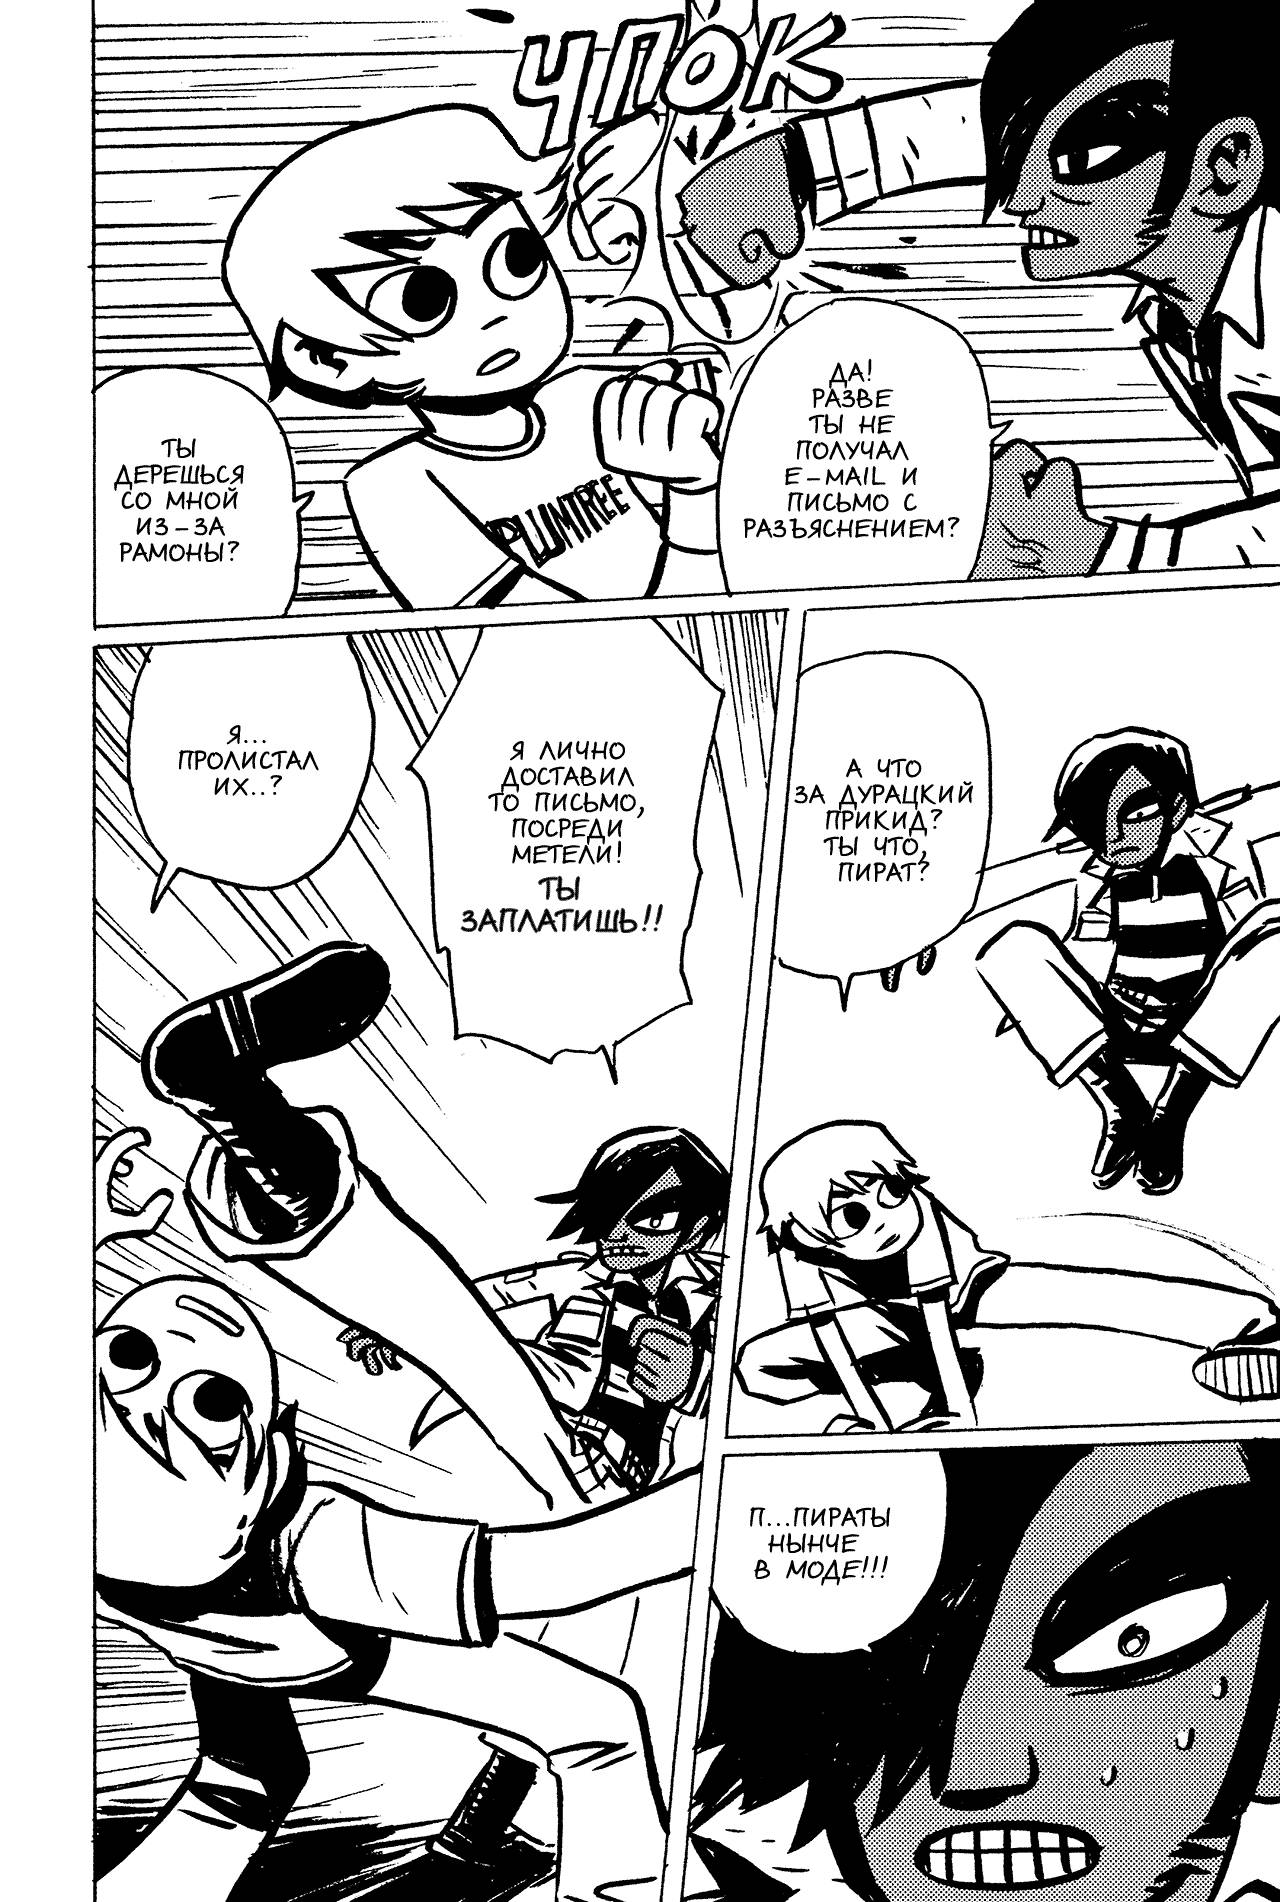 ЧПОК
ТЫ
ДЕРЕШЬСЯ
СО МНОЙ
ИЗ-ЗА
РАМОНЫ?
PLUMTREE
ДА!
РАЗВЕ
ТЫ НЕ
ПОЛУЧАЛ
E-MAIL И
ПИСЬМО С
РАЗЪЯСНЕНИЕМ?
Я...
ПРОЛИСТАЛ
ИХ..?
Я ЛИЧНО
ДОСТАВИЛ
ТО ПИСЬМО,
ПОСРЕДИ
МЕТЕЛИ!
ТЫ
ЗАПЛАТИШЬ!!
А ЧТО
ЗА ДУРАЦКИЙ
ПРИКИД?
ТЫ ЧТО,
ПИРАТ?
П...ПИРАТЫ
НЫНЧЕ
В МОДЕ!!!